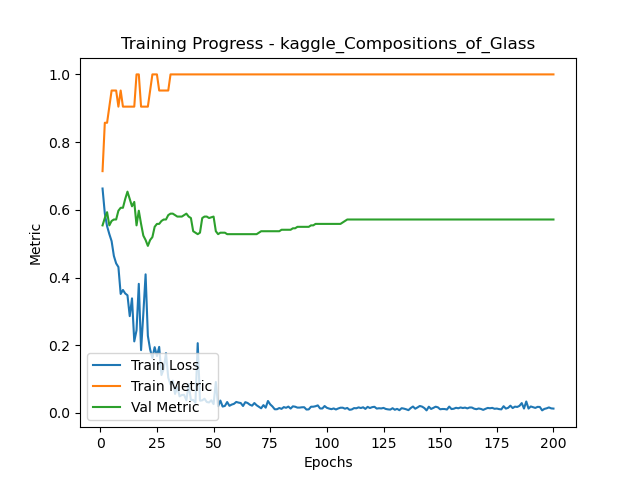 Training Progress - kaggle_Compositions_of_Glass
Metric
1.0
0.8
0.6
0.4
0.2
0.0
Train Loss
Train Metric
Val Metric
0 25 50 75 100 125 150 175 200
Epochs